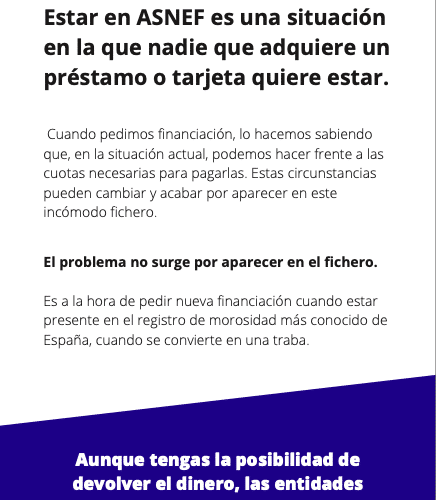 Estar en ASNEF es una situación
en la que nadie que adquiere un
préstamo o tarjeta quiere estar.
Cuando pedimos financiación, lo hacemos sabiendo
que, en la situación actual, podemos hacer frente a las
cuotas necesarias para pagarlas. Estas circunstancias
pueden cambiar y acabar por aparecer en este
incómodo fichero.
El problema no surge por aparecer en el fichero.
Es a la hora de pedir nueva financiación cuando estar
presente en el registro de morosidad más conocido de
España, cuando se convierte en una traba.
Aunque tengas la posibilidad de
devolver el dinero, las entidades